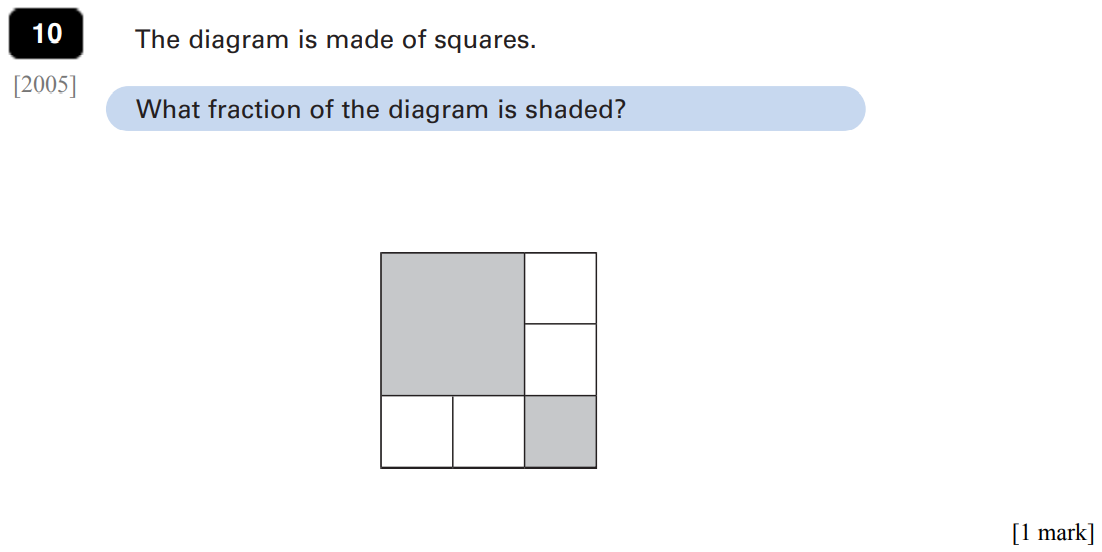 10
The diagram is made of squares.
[2005]
What fraction of the diagram is shaded?
[1 mark]